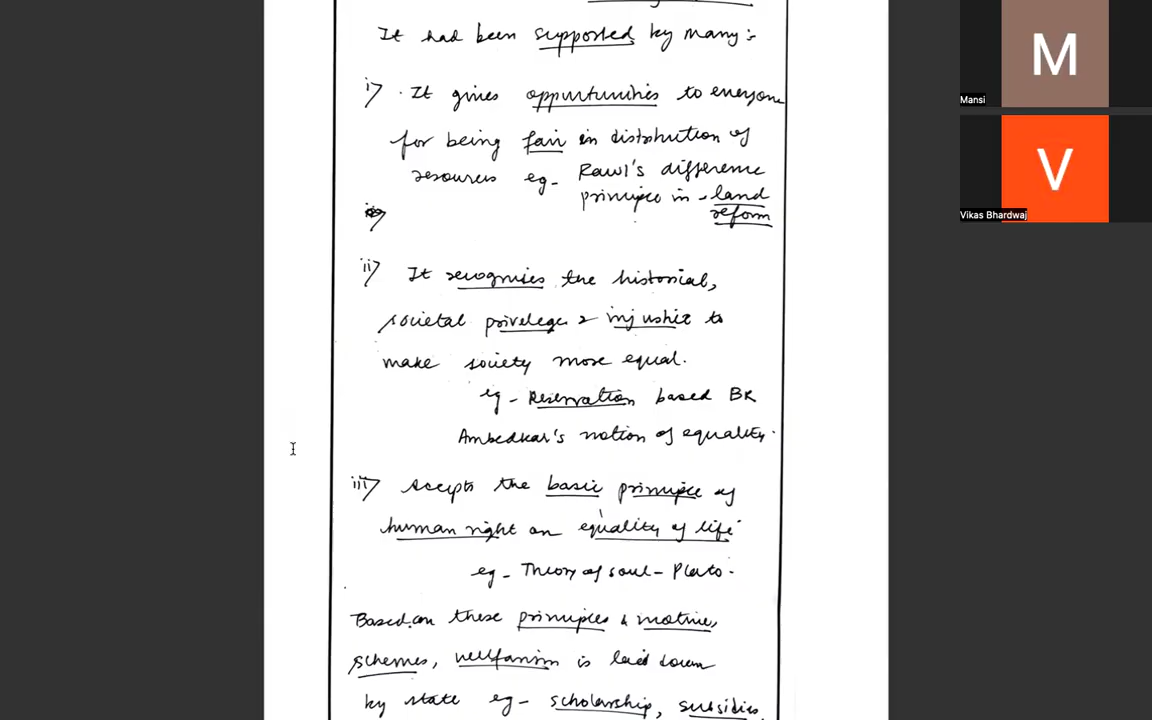 It had been supported by many:-
i) It gives oppurtunities to everyone
for being fair in distribution of
resources eg- Rawl's difference
principle in - land
reform
ii) It recognises the historical,
societal privelege & injustice to
make society more equal.
eg- Reservation based BR
Ambedkar's notion of equality.
iii) Accepts the basic principle of
human right on equality of life
eg- Theory of soul - Plato.
Based on these principles & motive,
schemes, wellfarism is laid down
by state eg- scholarship, subsidies,
M
Mansi
V
Vikas Bhardwaj